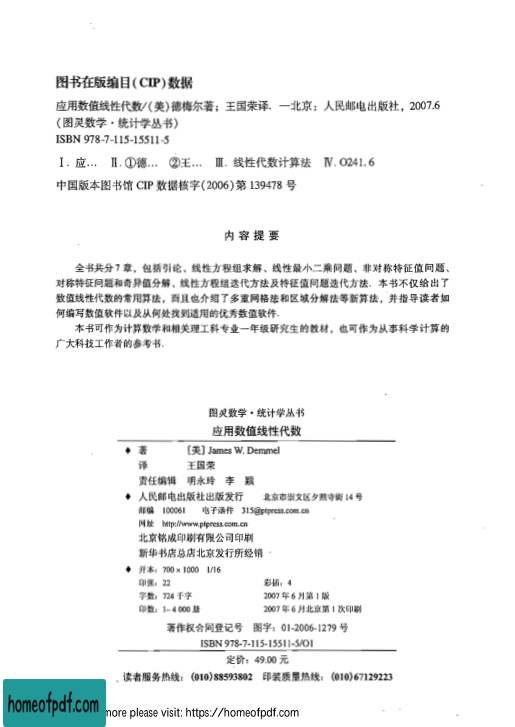 图书在版编目(CIP)数据
应用数值线性代数/(美)德梅尔著;王国荣译. —北京:人民邮电出版社,2007.6
(图灵数学·统计学丛书)
ISBN 978-7-115-15511-5
Ⅰ. 应… Ⅱ.①德… ②王… Ⅲ. 线性代数计算法 Ⅳ. O241.6
中国版本图书馆 CIP 数据核字(2006)第 139478 号
内 容 提 要
全书共分 7 章,包括引论、线性方程组求解、线性最小二乘问题、非对称特征值问题、
对称特征问题和奇异值分解、线性方程组迭代方法及特征值问题迭代方法. 本书不仅给出了
数值线性代数的常用算法,而且也介绍了多重网格法和区域分解法等新算法,并指导读者如
何编写数值软件以及从何处找到适用的优秀数值软件.
本书可作为计算数学和相关理工科专业一年级研究生的教材,也可作为从事科学计算的
广大科技工作者的参考书.
图灵数学·统计学丛书
应用数值线性代数
♦ 著 [美] James W. Demmel
译 王国荣
责任编辑 明永玲 李 颖
♦ 人民邮电出版社出版发行 北京市崇文区夕照寺街 14 号
邮编 100061 电子函件 315@ptpress.com.cn
网址 http://www.ptpress.com.cn
北京铭成印刷有限公司印刷
新华书店总店北京发行所经销
♦ 开本:700×1000 1/16
印张:22 彩插:4
字数:724 千字 2007 年 6 月第 1 版
印数:1-4 000 册 2007 年 6 月北京第 1 次印刷
著作权合同登记号 图字:01-2006-1279 号
ISBN 978-7-115-15511-5/O1
定价:49.00 元
读者服务热线:(010)88593802 印装质量热线:(010)67129223
homeofpdf.com more please visit: https://homeofpdf.com